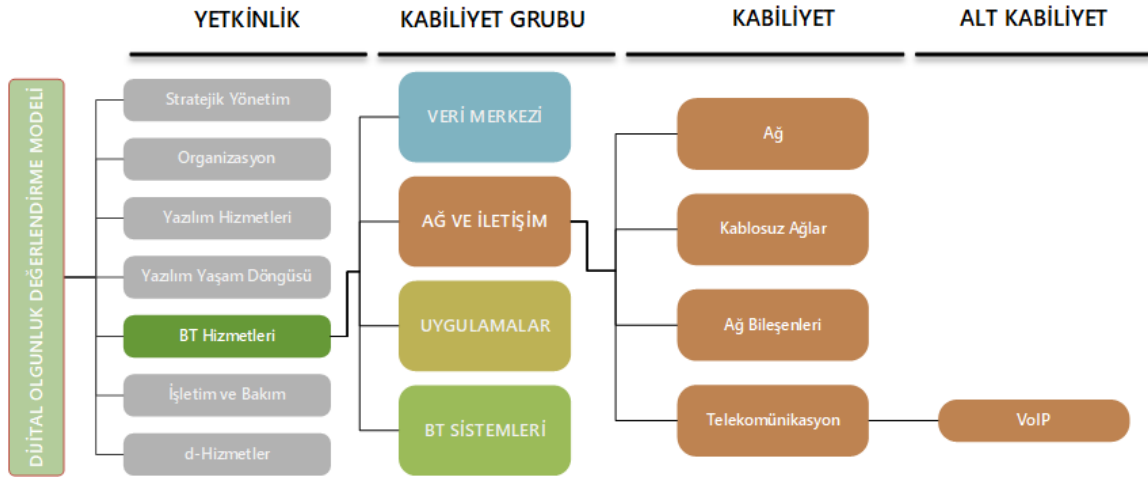 YETKİNLİK
KABİLİYET GRUBU
KABİLİYET
ALT KABİLİYET
DİJİTAL OLGUNLUK DEĞERLENDİRME MODELİ
Stratejik Yönetim
Organizasyon
Yazılım Hizmetleri
Yazılım Yaşam Döngüsü
BT Hizmetleri
İşletim ve Bakım
d-Hizmetler
VERİ MERKEZİ
AĞ VE İLETİŞİM
UYGULAMALAR
BT SİSTEMLERİ
Ağ
Kablosuz Ağlar
Ağ Bileşenleri
Telekomünikasyon
VoIP